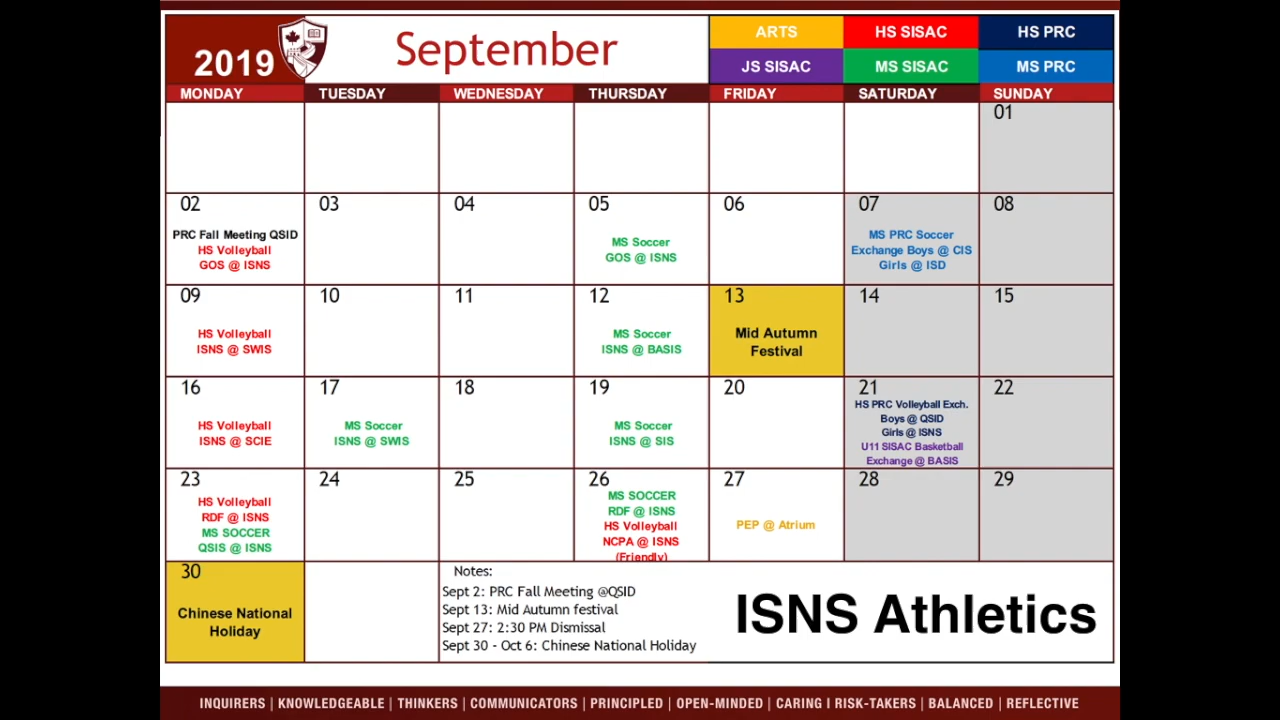 2019
September
ARTS
HS SISAC
HS PRC
JS SISAC
MS SISAC
MS PRC
MONDAY
TUESDAY
WEDNESDAY
THURSDAY
FRIDAY
SATURDAY
SUNDAY
01
02
PRC Fall Meeting QSID
HS Volleyball
GOS @ ISNS
03
04
05
MS Soccer
GOS @ ISNS
06
07
MS PRC Soccer
Exchange Boys @ CIS
Girls @ ISD
08
09
HS Volleyball
ISNS @ SWIS
10
11
12
MS Soccer
ISNS @ BASIS
13
Mid Autumn
Festival
14
15
16
HS Volleyball
ISNS @ SCIE
17
MS Soccer
ISNS @ SWIS
18
19
MS Soccer
ISNS @ SIS
20
21
HS PRC Volleyball Exch.
Boys @ QSID
Girls @ ISNS
U11 SISAC Basketball
Exchange @ BASIS
22
23
HS Volleyball
RDF @ ISNS
MS SOCCER
QSIS @ ISNS
24
25
26
MS SOCCER
RDF @ ISNS
HS Volleyball
NCPA @ ISNS
(Friendly)
27
PEP @ Atrium
28
29
30
Chinese National
Holiday
Notes:
Sept 2: PRC Fall Meeting @QSID
Sept 13: Mid Autumn festival
Sept 27: 2:30 PM Dismissal
Sept 30 - Oct 6: Chinese National Holiday
ISNS Athletics
INQUIRERS | KNOWLEDGEABLE | THINKERS | COMMUNICATORS | PRINCIPLED | OPEN-MINDED | CARING I RISK-TAKERS | BALANCED | REFLECTIVE